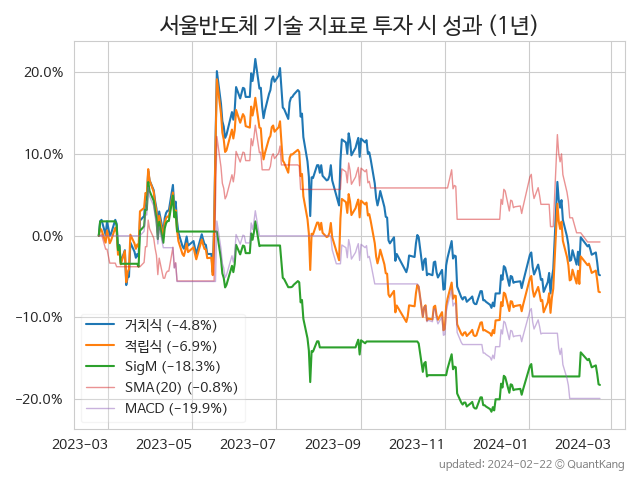 서울반도체 기술 지표로 투자 시 성과 (1년)
20.0%
10.0%
0.0%
−10.0%
−20.0%
거치식 (−4.8%)
적립식 (−6.9%)
SigM (−18.3%)
SMA(20) (−0.8%)
MACD (−19.9%)
2023-03 2023-05 2023-07 2023-09 2023-11 2024-01 2024-03
updated: 2024-02-22 © QuantKang